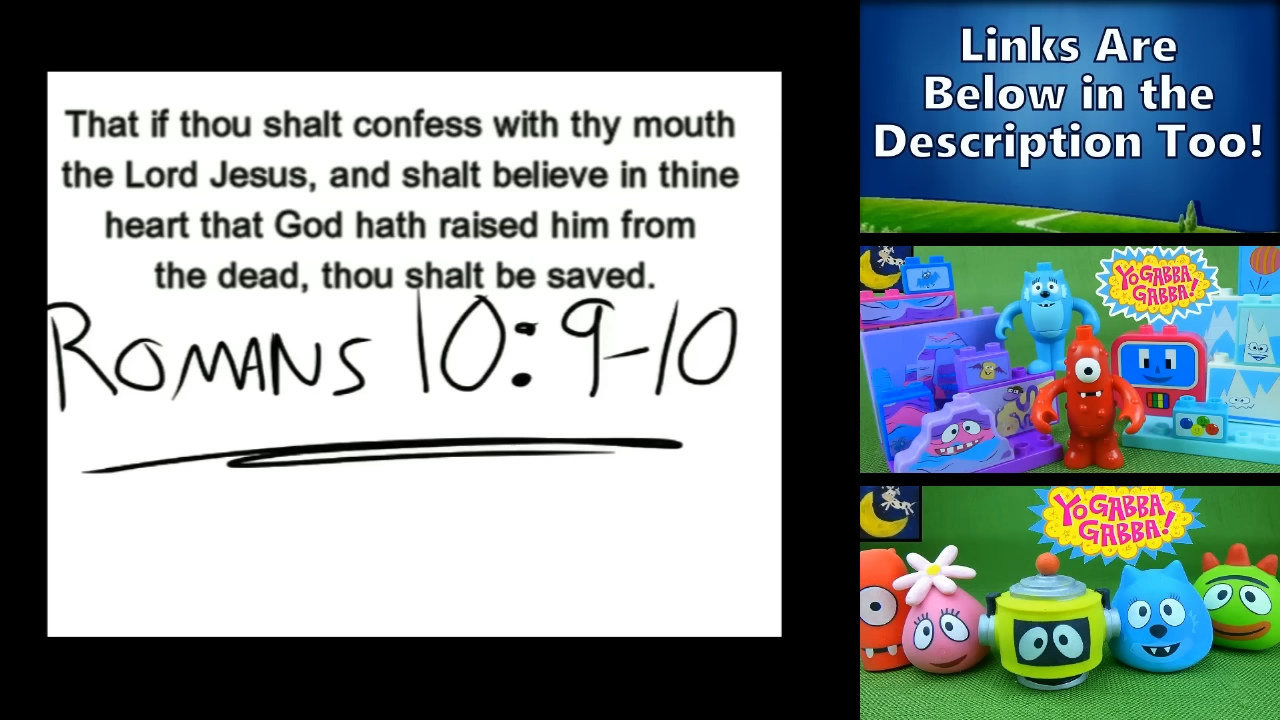 That if thou shalt confess with thy mouth
the Lord Jesus, and shalt believe in thine
heart that God hath raised him from
the dead, thou shalt be saved.
ROMANS 10:9-10
Links Are
Below in the
Description Too!
YO GABBA
GABBA!
YO GABBA
GABBA!